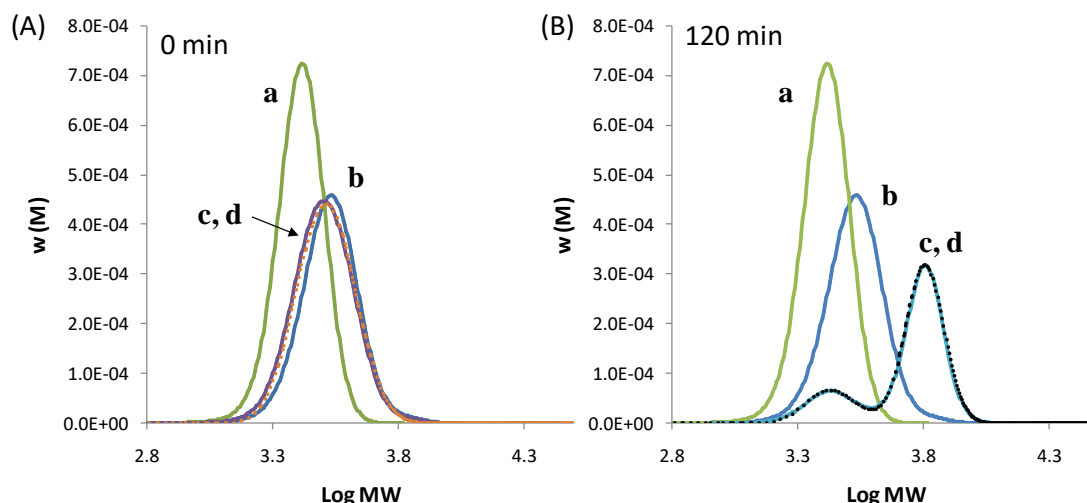 (A)
0 min
8.0E-04
7.0E-04
6.0E-04
5.0E-04
4.0E-04
3.0E-04
2.0E-04
1.0E-04
0.0E+00
w (M)
a
b
c, d
2.8
3.3
3.8
4.3
Log MW
(B)
120 min
8.0E-04
7.0E-04
6.0E-04
5.0E-04
4.0E-04
3.0E-04
2.0E-04
1.0E-04
0.0E+00
w (M)
a
b
c, d
2.8
3.3
3.8
4.3
Log MW